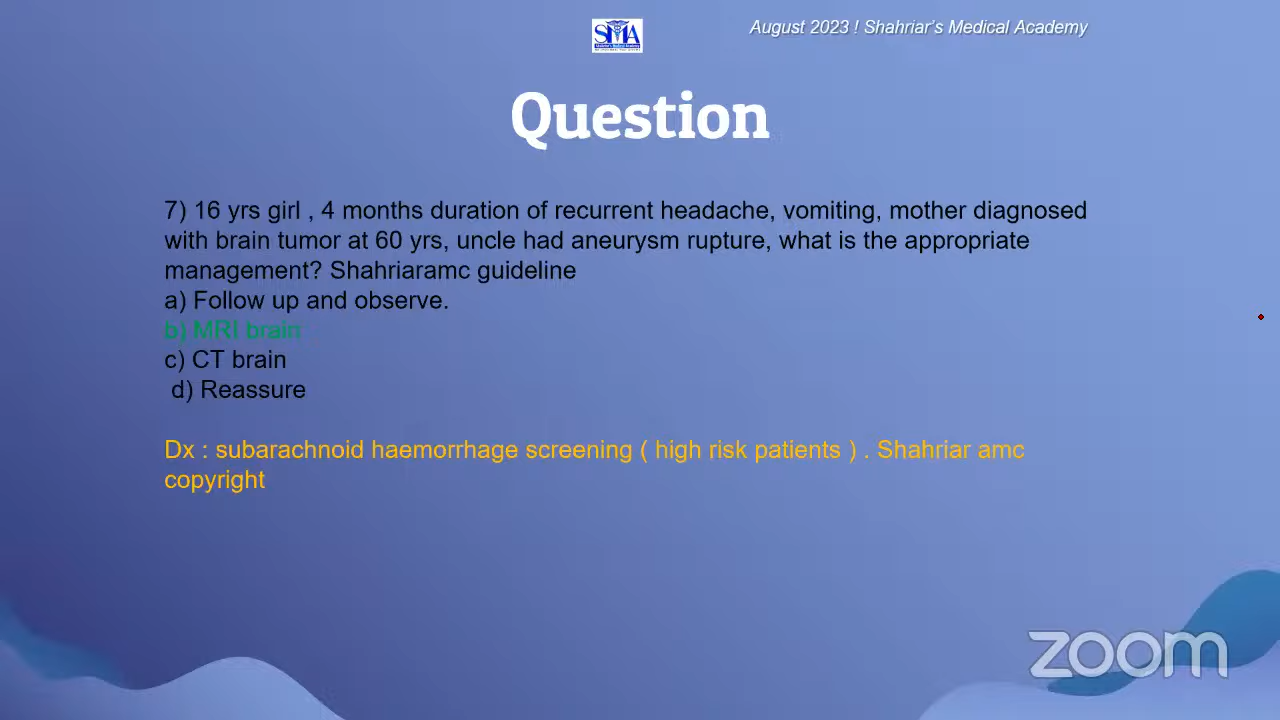 SMA
August 2023 ! Shahriar's Medical Academy
Question
7) 16 yrs girl , 4 months duration of recurrent headache, vomiting, mother diagnosed
with brain tumor at 60 yrs, uncle had aneurysm rupture, what is the appropriate
management? Shahriaramc guideline
a) Follow up and observe.
b) MRI brain
c) CT brain
d) Reassure
Dx : subarachnoid haemorrhage screening ( high risk patients ) . Shahriar amc
copyright
zoom